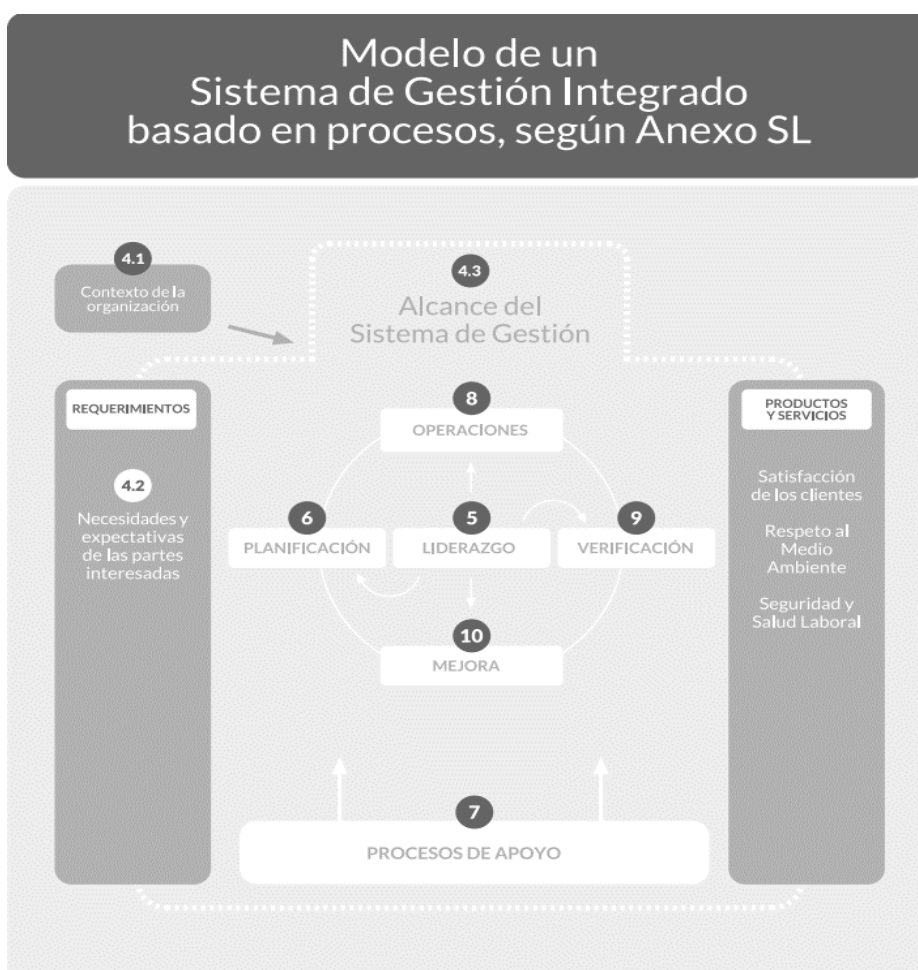 Modelo de un
Sistema de Gestión Integrado
basado en procesos, según Anexo SL
4.1
Contexto de la
organización
4.3
Alcance del
Sistema de Gestión
REQUERIMIENTOS
4.2
Necesidades y
expectativas
de las partes
interesadas
8
OPERACIONES
6
PLANIFICACIÓN
5
LIDERAZGO
9
VERIFICACIÓN
10
MEJORA
7
PROCESOS DE APOYO
PRODUCTOS
Y SERVICIOS
Satisfacción
de los clientes
Respeto al
Medio
Ambiente
Seguridad y
Salud Laboral